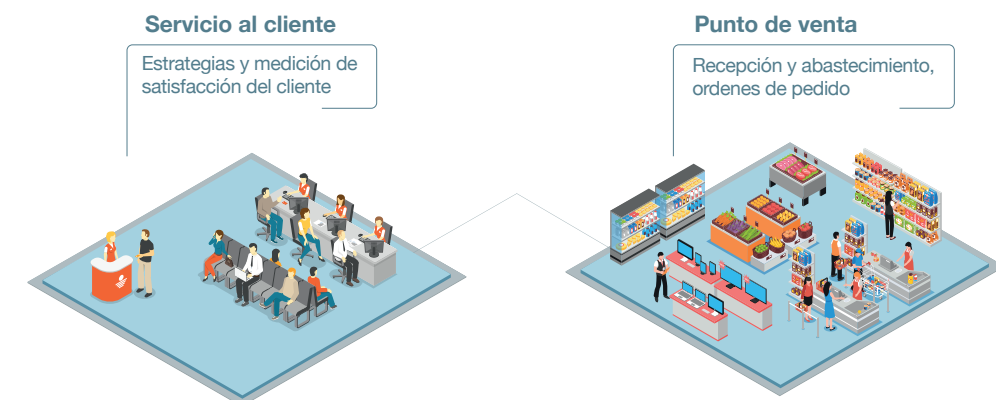 Servicio al cliente
Estrategias y medición de
satisfacción del cliente
Punto de venta
Recepción y abastecimiento,
ordenes de pedido